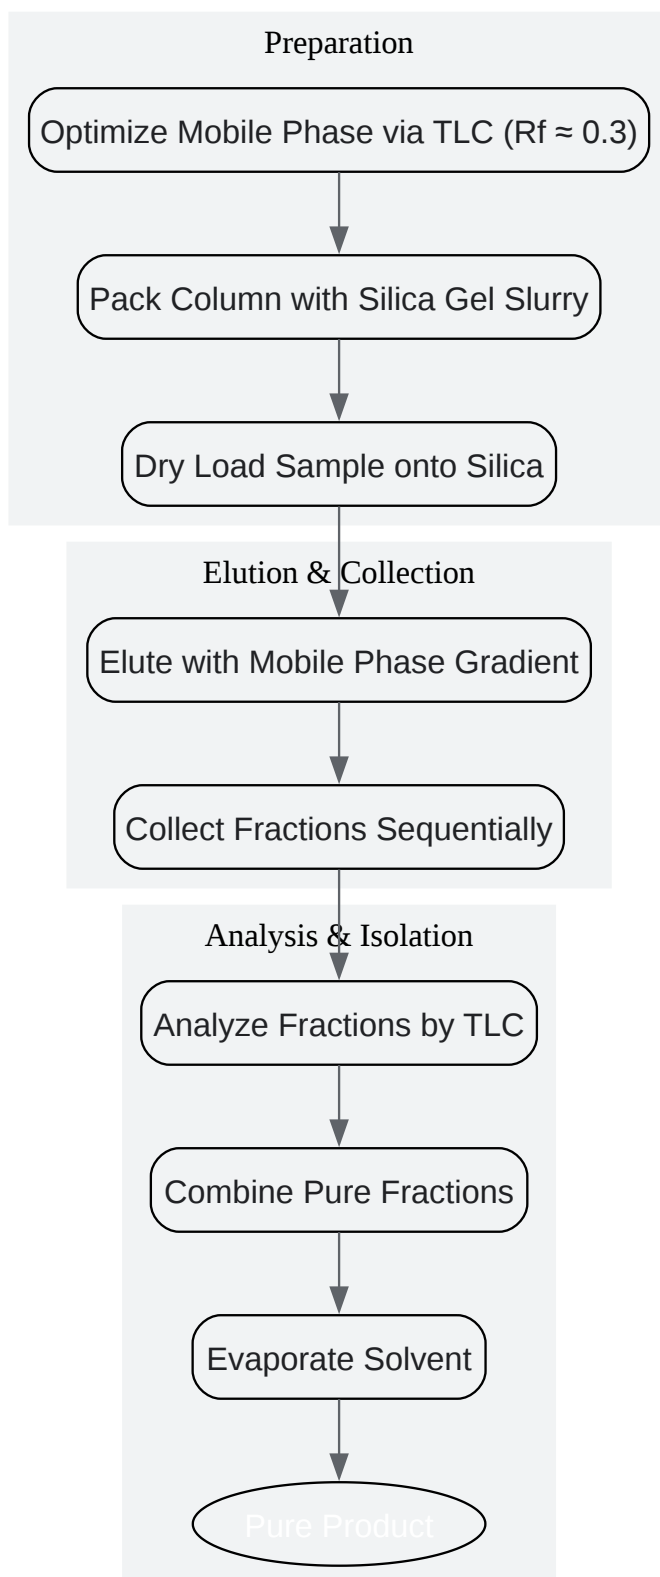 Preparation
Optimize Mobile Phase via TLC (Rf ≈ 0.3)
Pack Column with Silica Gel Slurry
Dry Load Sample onto Silica
Elution & Collection
Elute with Mobile Phase Gradient
Collect Fractions Sequentially
Analysis & Isolation
Analyze Fractions by TLC
Combine Pure Fractions
Evaporate Solvent
Pure Product